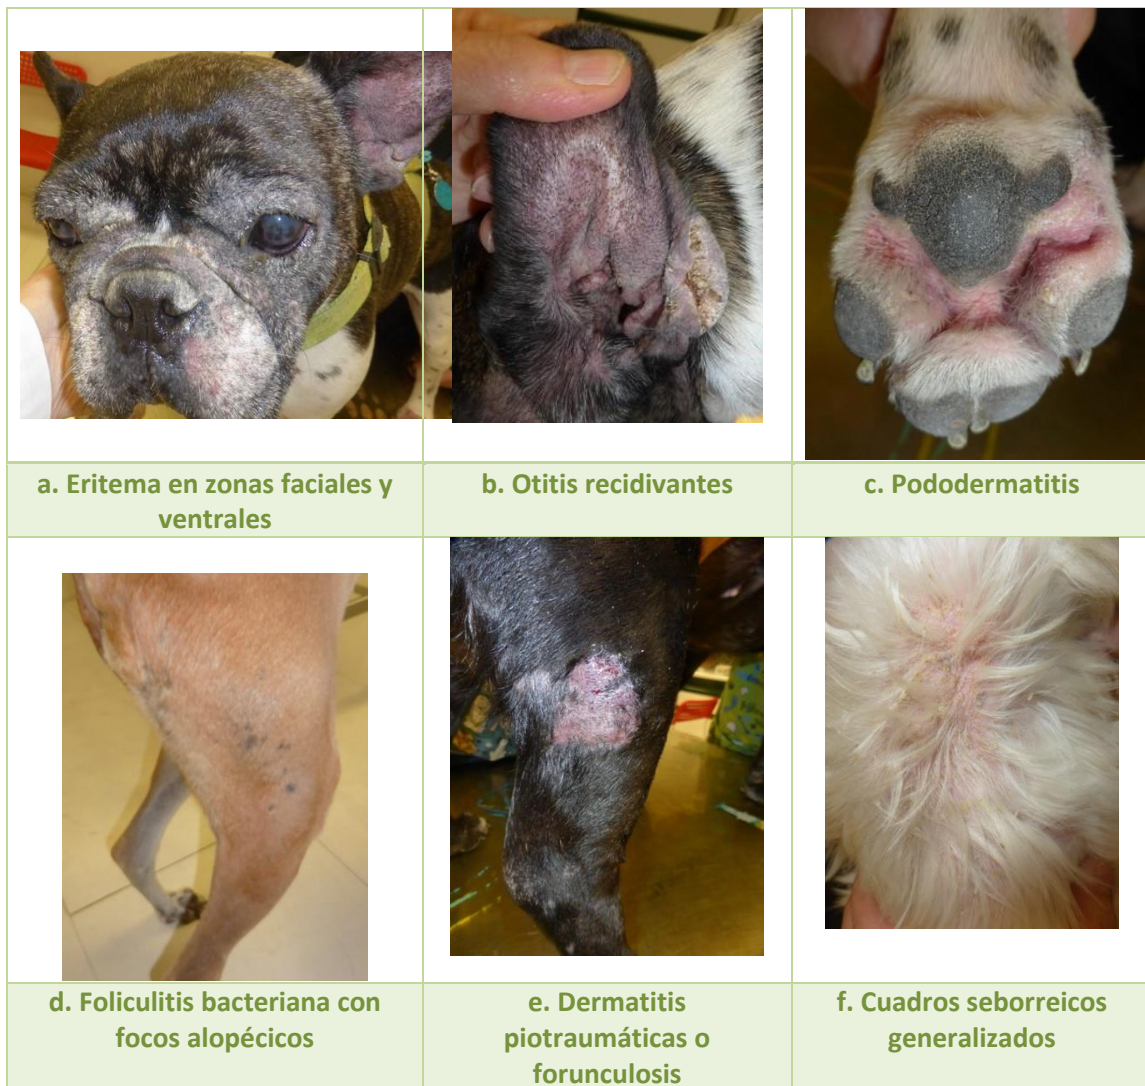 a. Eritema en zonas faciales y
ventrales
b. Otitis recidivantes
c. Pododermatitis
d. Foliculitis bacteriana con
focos alopécicos
e. Dermatitis
piotraumáticas o
forunculosis
f. Cuadros seborreicos
generalizados